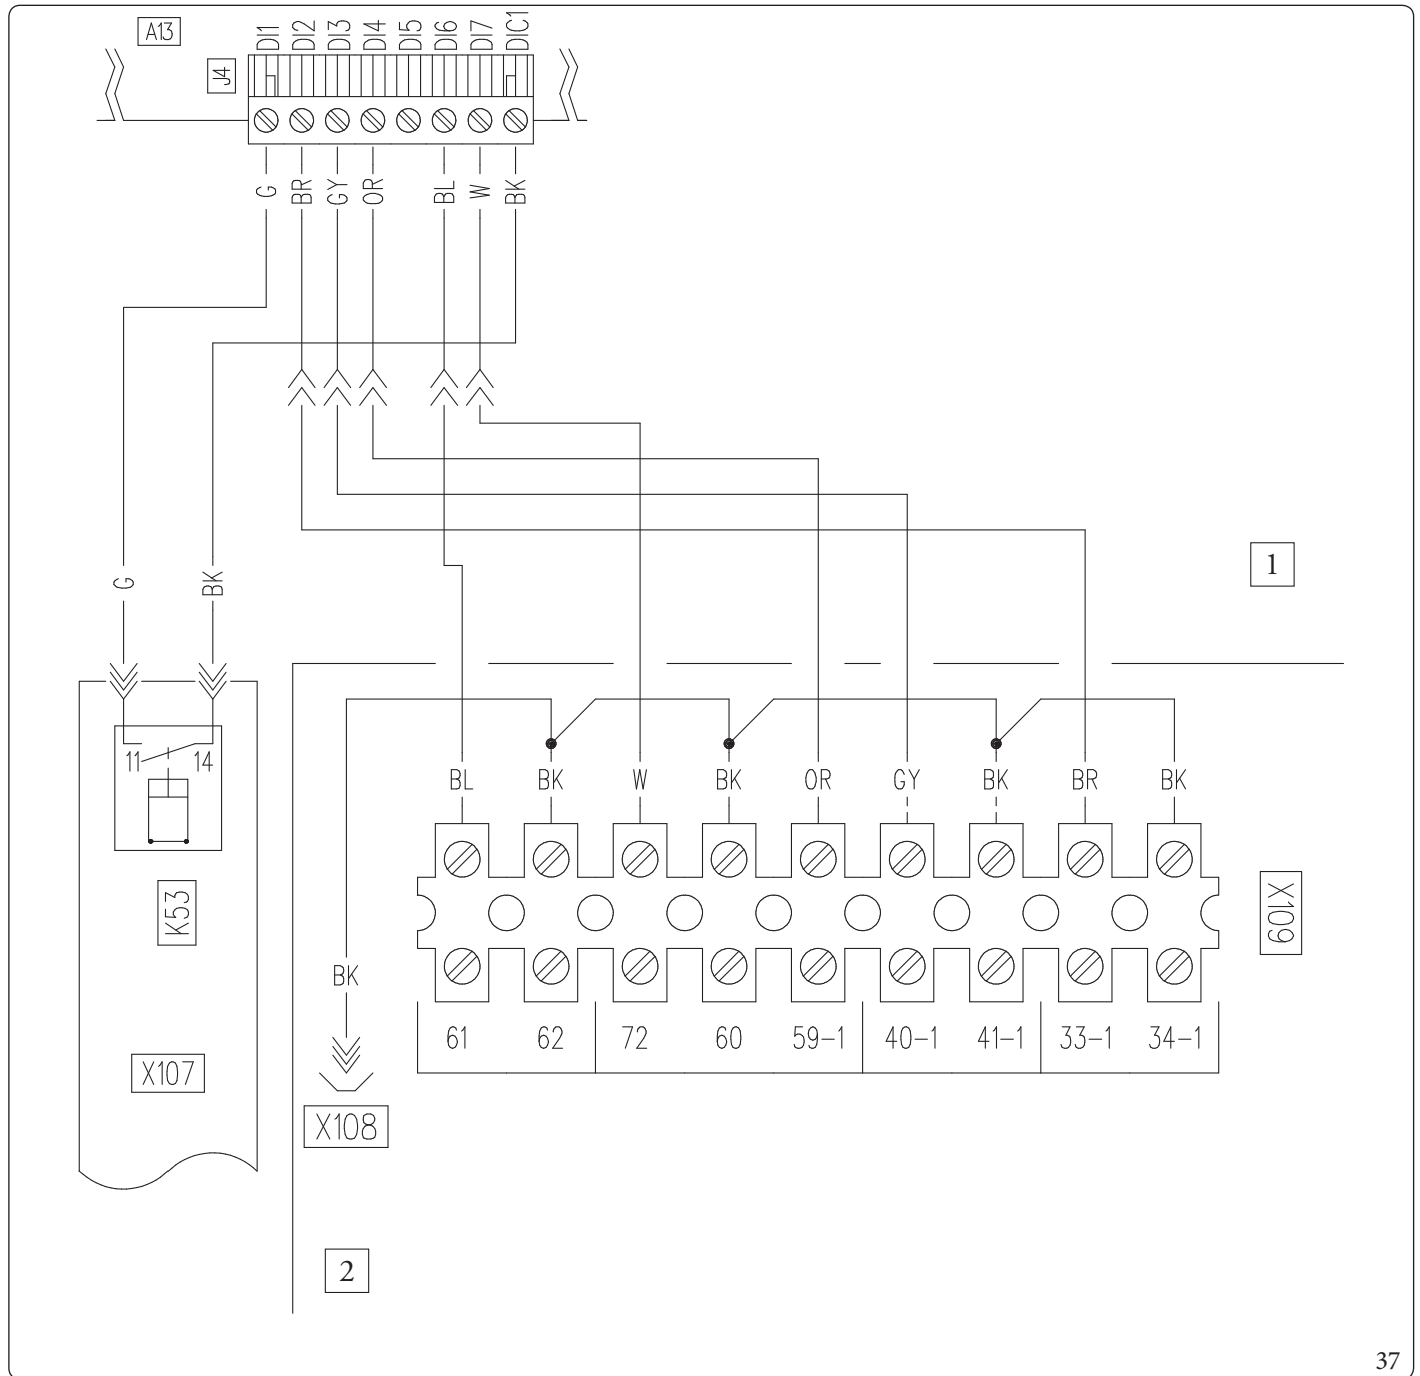 A13
J4
DI1 DI2 DI3 DI4 DI5 DI6 DI7 DIC1
G BR GY OR BL W BK
G BK
1
11 14
BL BK W BK OR GY BK BR BK
K53
X109
BK
61 62 72 60 59-1 40-1 41-1 33-1 34-1
X107
X108
2
37